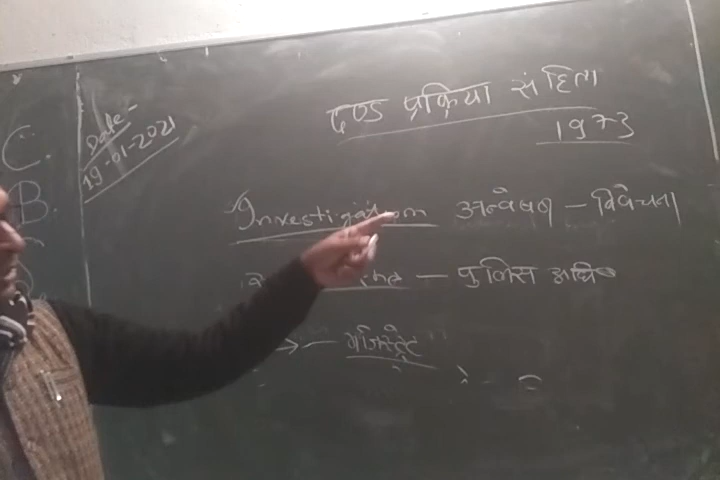 दण्ड प्रक्रिया संहिता
1973
Date-
19-01-2021
C.
B.
Investigation अन्वेषण - विवेचना
— पुलिस अधि
→ - मजिस्ट्रेट